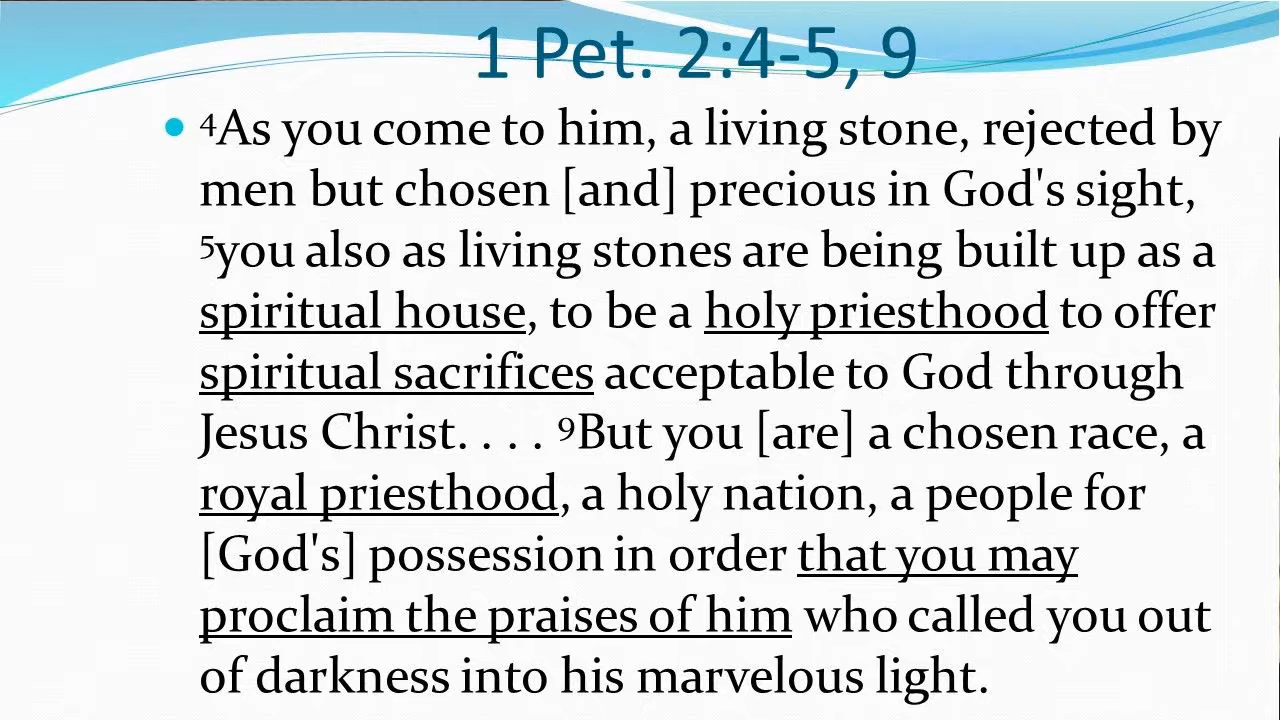 1 Pet. 2:4-5, 9
• ⁴As you come to him, a living stone, rejected by
men but chosen [and] precious in God's sight,
⁵you also as living stones are being built up as a
spiritual house, to be a holy priesthood to offer
spiritual sacrifices acceptable to God through
Jesus Christ. . . . ⁹But you [are] a chosen race, a
royal priesthood, a holy nation, a people for
[God's] possession in order that you may
proclaim the praises of him who called you out
of darkness into his marvelous light.